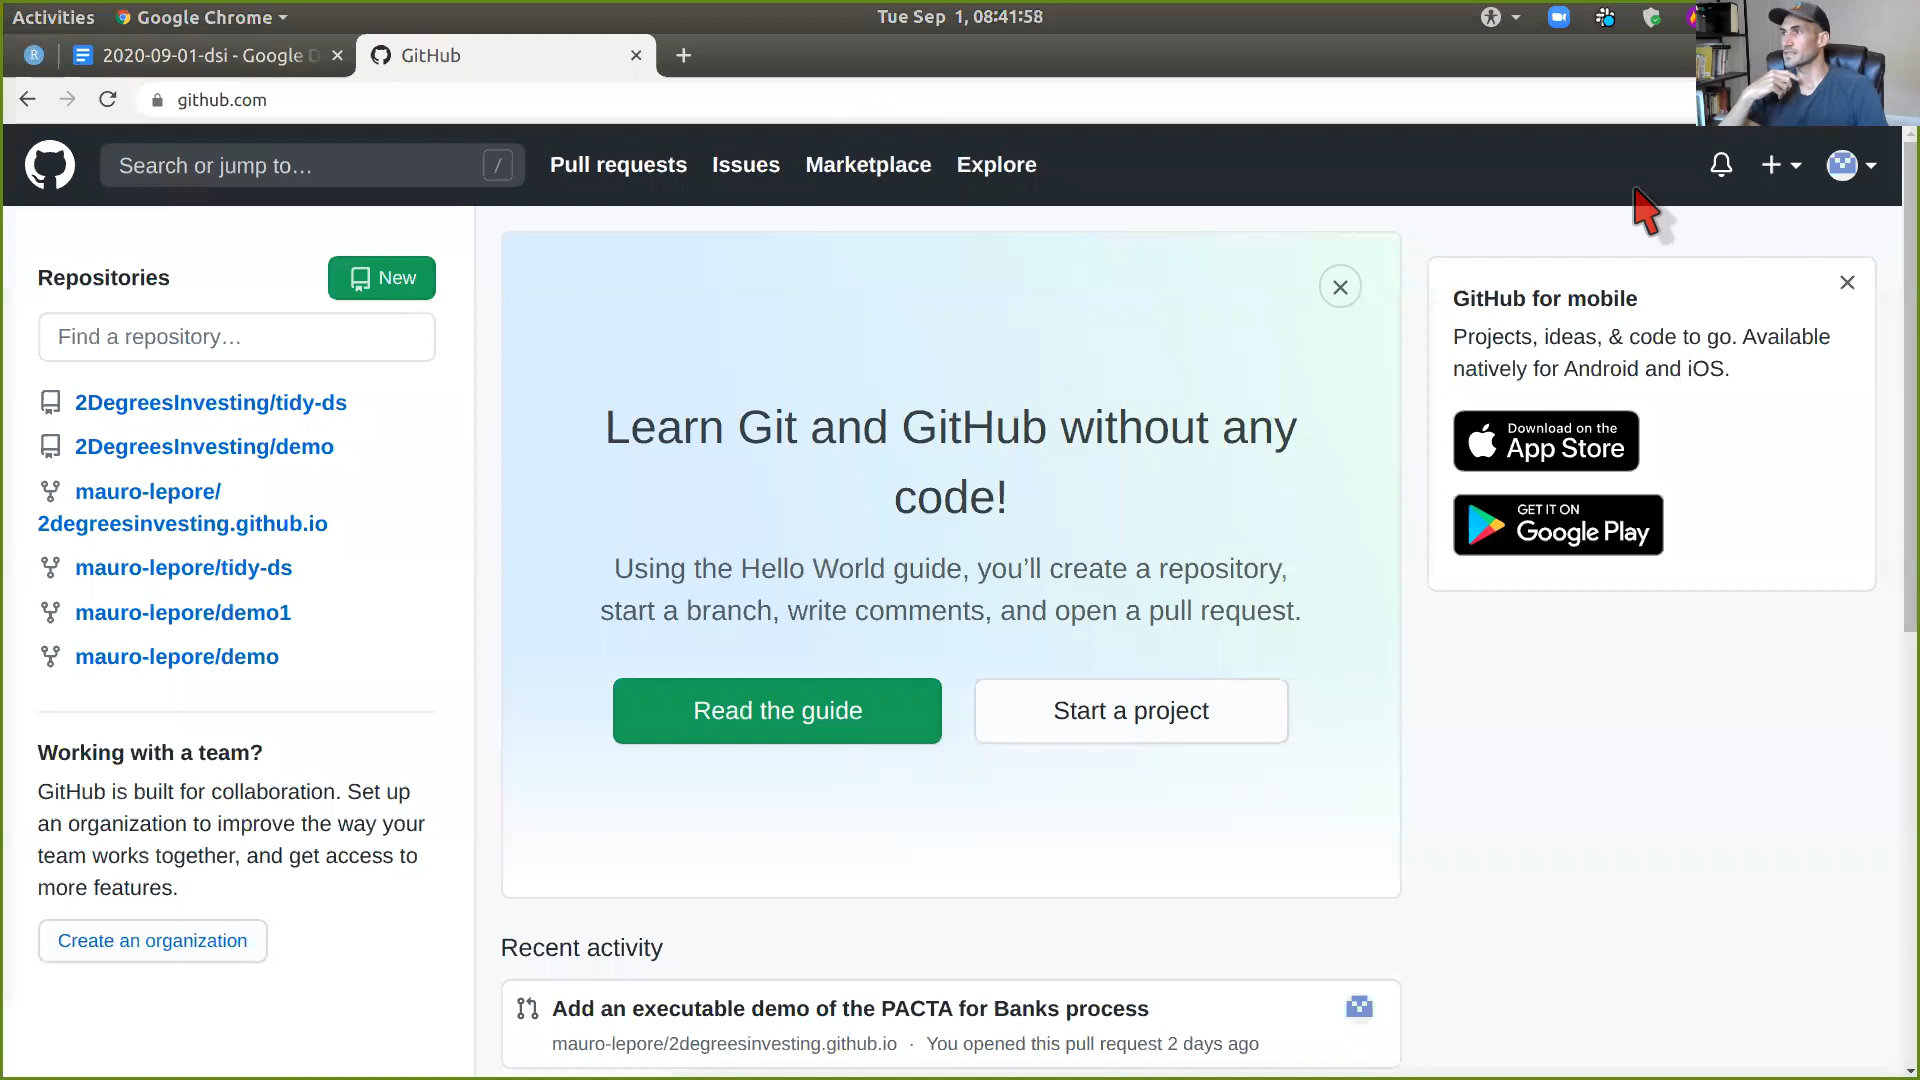 Activities Google Chrome Tue Sep 1, 08:41:58
2020-09-01-dsi - Google D GitHub
github.com
Search or jump to… / Pull requests Issues Marketplace Explore
Repositories
New
Find a repository…
2DegreesInvesting/tidy-ds
2DegreesInvesting/demo
mauro-lepore/
2degreesinvesting.github.io
mauro-lepore/tidy-ds
mauro-lepore/demo1
mauro-lepore/demo
Working with a team?
GitHub is built for collaboration. Set up
an organization to improve the way your
team works together, and get access to
more features.
Create an organization
Learn Git and GitHub without any
code!
Using the Hello World guide, you’ll create a repository,
start a branch, write comments, and open a pull request.
Read the guide Start a project
Recent activity
Add an executable demo of the PACTA for Banks process
mauro-lepore/2degreesinvesting.github.io · You opened this pull request 2 days ago
GitHub for mobile
Projects, ideas, & code to go. Available
natively for Android and iOS.
Download on the
App Store
GET IT ON
Google Play